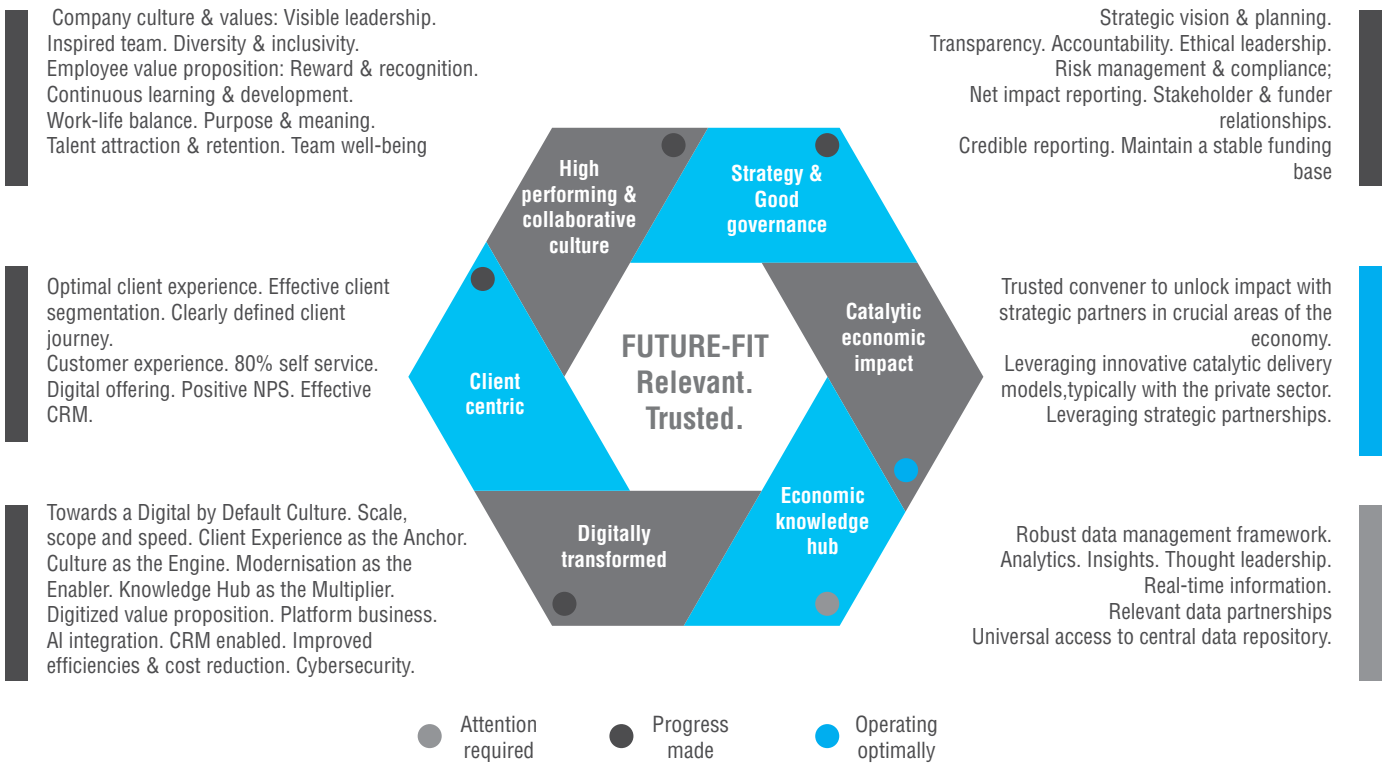 Company culture & values: Visible leadership.
Inspired team. Diversity & inclusivity.
Employee value proposition: Reward & recognition.
Continuous learning & development.
Work-life balance. Purpose & meaning.
Talent attraction & retention. Team well-being
Strategic vision & planning.
Transparency. Accountability. Ethical leadership.
Risk management & compliance;
Net impact reporting. Stakeholder & funder
relationships.
Credible reporting. Maintain a stable funding
base
High
performing &
collaborative
culture
Strategy &
Good
governance
Optimal client experience. Effective client
segmentation. Clearly defined client
journey.
Customer experience. 80% self service.
Digital offering. Positive NPS. Effective
CRM.
Client
centric
FUTURE-FIT
Relevant.
Trusted.
Catalytic
economic
impact
Trusted convener to unlock impact with
strategic partners in crucial areas of the
economy.
Leveraging innovative catalytic delivery
models,typically with the private sector.
Leveraging strategic partnerships.
Towards a Digital by Default Culture. Scale,
scope and speed. Client Experience as the Anchor.
Culture as the Engine. Modernisation as the
Enabler. Knowledge Hub as the Multiplier.
Digitized value proposition. Platform business.
AI integration. CRM enabled. Improved
efficiencies & cost reduction. Cybersecurity.
Digitally
transformed
Economic
knowledge
hub
Robust data management framework.
Analytics. Insights. Thought leadership.
Real-time information.
Relevant data partnerships
Universal access to central data repository.
Attention
required
Progress
made
Operating
optimally